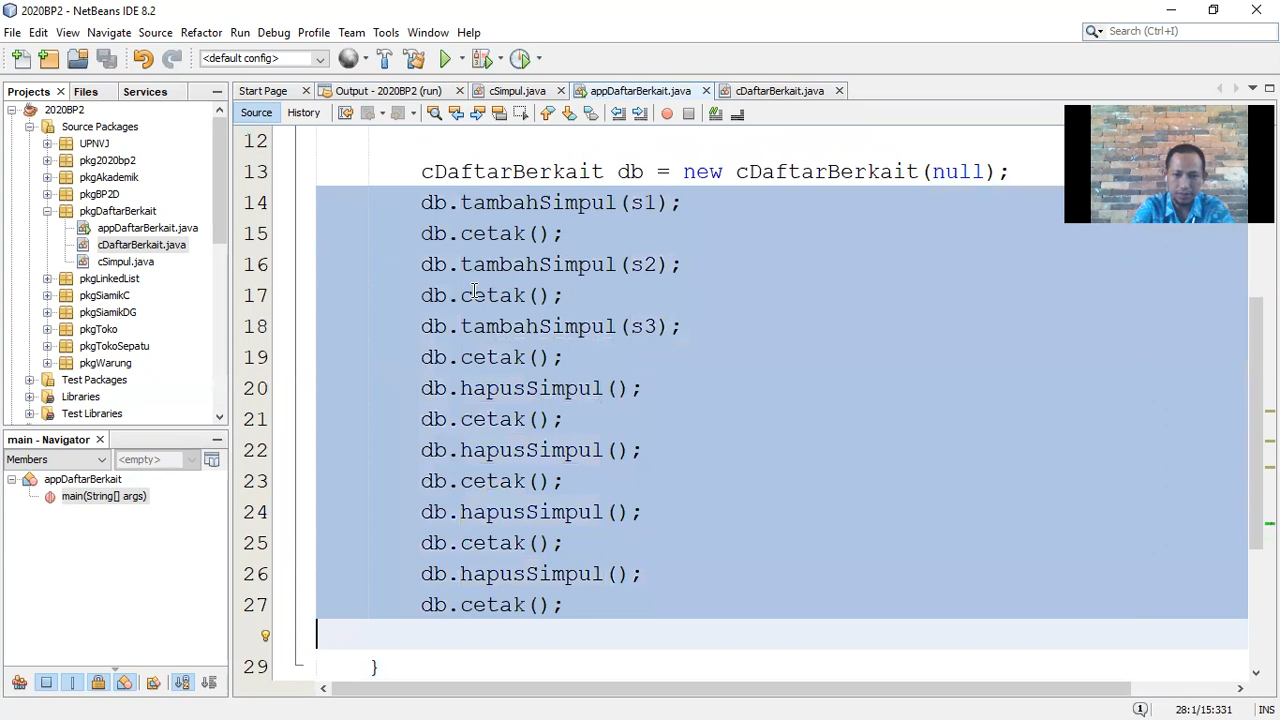 2020BP2 - NetBeans IDE 8.2
File Edit View Navigate Source Refactor Run Debug Profile Team Tools Window Help
Search (Ctrl+I)
<default config>
Projects Files Services
Start Page Output - 2020BP2 (run) cSimpul.java appDaftarBerkait.java cDaftarBerkait.java
Source History
2020BP2
Source Packages
UPNVJ
pkg2020bp2
pkgAkademik
pkgBP2D
pkgDaftarBerkait
appDaftarBerkait.java
cDaftarBerkait.java
cSimpul.java
pkgLinkedList
pkgSiamikC
pkgSiamikDG
pkgToko
pkgTokoSepatu
pkgWarung
Test Packages
Libraries
Test Libraries
main - Navigator
Members <empty>
appDaftarBerkait
main(String[] args)
12
13 cDaftarBerkait db = new cDaftarBerkait(null);
14 db.tambahSimpul(s1);
15 db.cetak();
16 db.tambahSimpul(s2);
17 db.cetak();
18 db.tambahSimpul(s3);
19 db.cetak();
20 db.hapusSimpul();
21 db.cetak();
22 db.hapusSimpul();
23 db.cetak();
24 db.hapusSimpul();
25 db.cetak();
26 db.hapusSimpul();
27 db.cetak();
29 }
28:1/15:331 INS